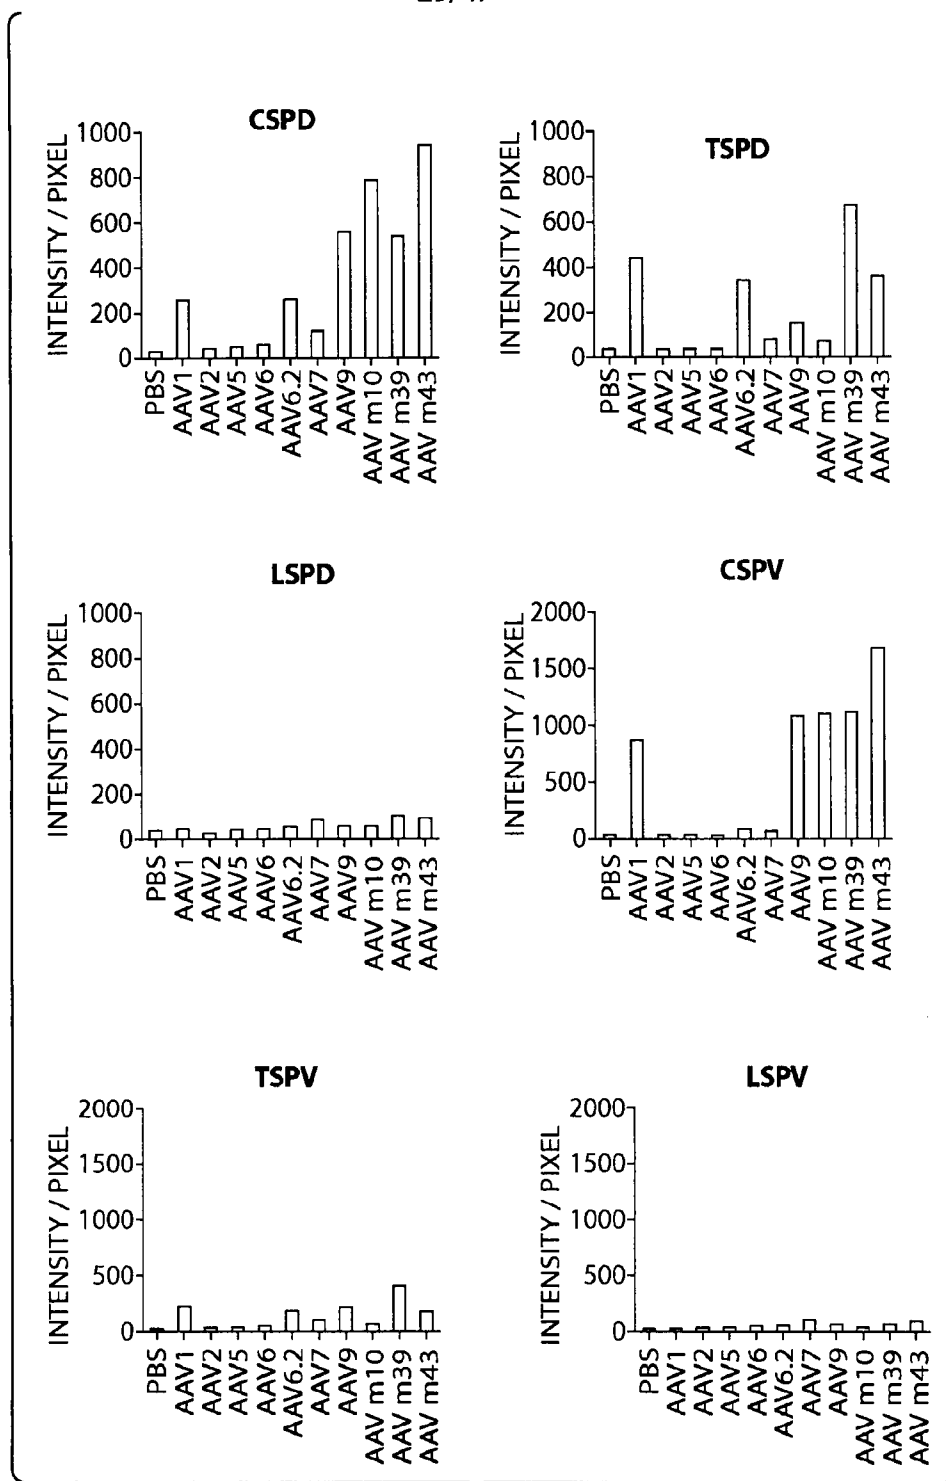 CSPD
INTENSITY / PIXEL
1000
800
600
400
200
0
PBS
AAV1
AAV2
AAV5
AAV6
AAV6.2
AAV7
AAV9
AAV m10
AAV m39
AAV m43
TSPD
INTENSITY / PIXEL
1000
800
600
400
200
0
PBS
AAV1
AAV2
AAV5
AAV6
AAV6.2
AAV7
AAV9
AAV m10
AAV m39
AAV m43
LSPD
INTENSITY / PIXEL
1000
800
600
400
200
0
PBS
AAV1
AAV2
AAV5
AAV6
AAV6.2
AAV7
AAV9
AAV m10
AAV m39
AAV m43
CSPV
INTENSITY / PIXEL
2000
1500
1000
500
0
PBS
AAV1
AAV2
AAV5
AAV6
AAV6.2
AAV7
AAV9
AAV m10
AAV m39
AAV m43
TSPV
INTENSITY / PIXEL
2000
1500
1000
500
0
PBS
AAV1
AAV2
AAV5
AAV6
AAV6.2
AAV7
AAV9
AAV m10
AAV m39
AAV m43
LSPV
INTENSITY / PIXEL
2000
1500
1000
500
0
PBS
AAV1
AAV2
AAV5
AAV6
AAV6.2
AAV7
AAV9
AAV m10
AAV m39
AAV m43